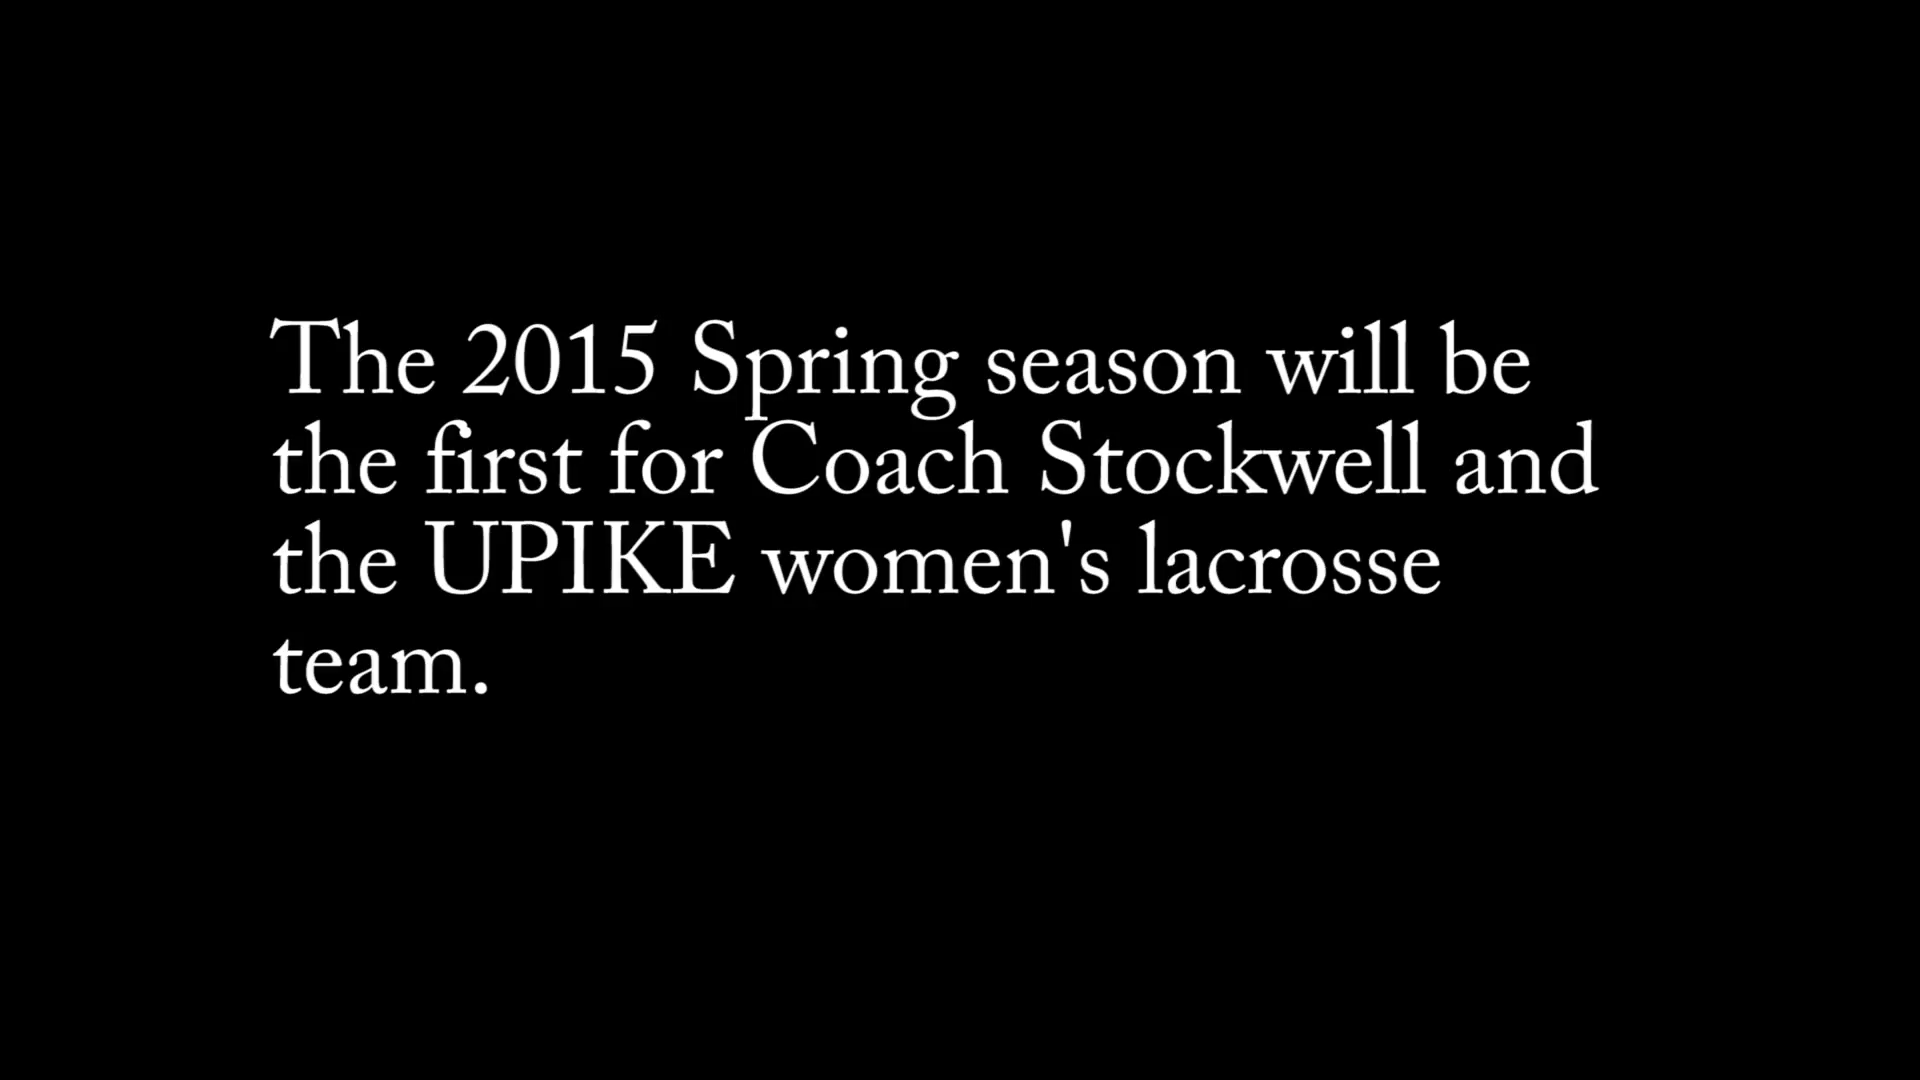 The 2015 Spring season will be
the first for Coach Stockwell and
the UPIKE women's lacrosse
team.